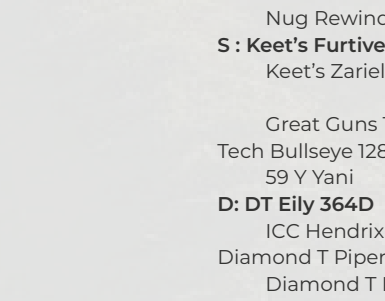 Nug Rewind
S : Keet’s Furtive
Keet’s Zariel
Great Guns
Tech Bullseye 128
59 Y Yani
D: DT Eily 364D
ICC Hendrix
Diamond T Piper
Diamond T